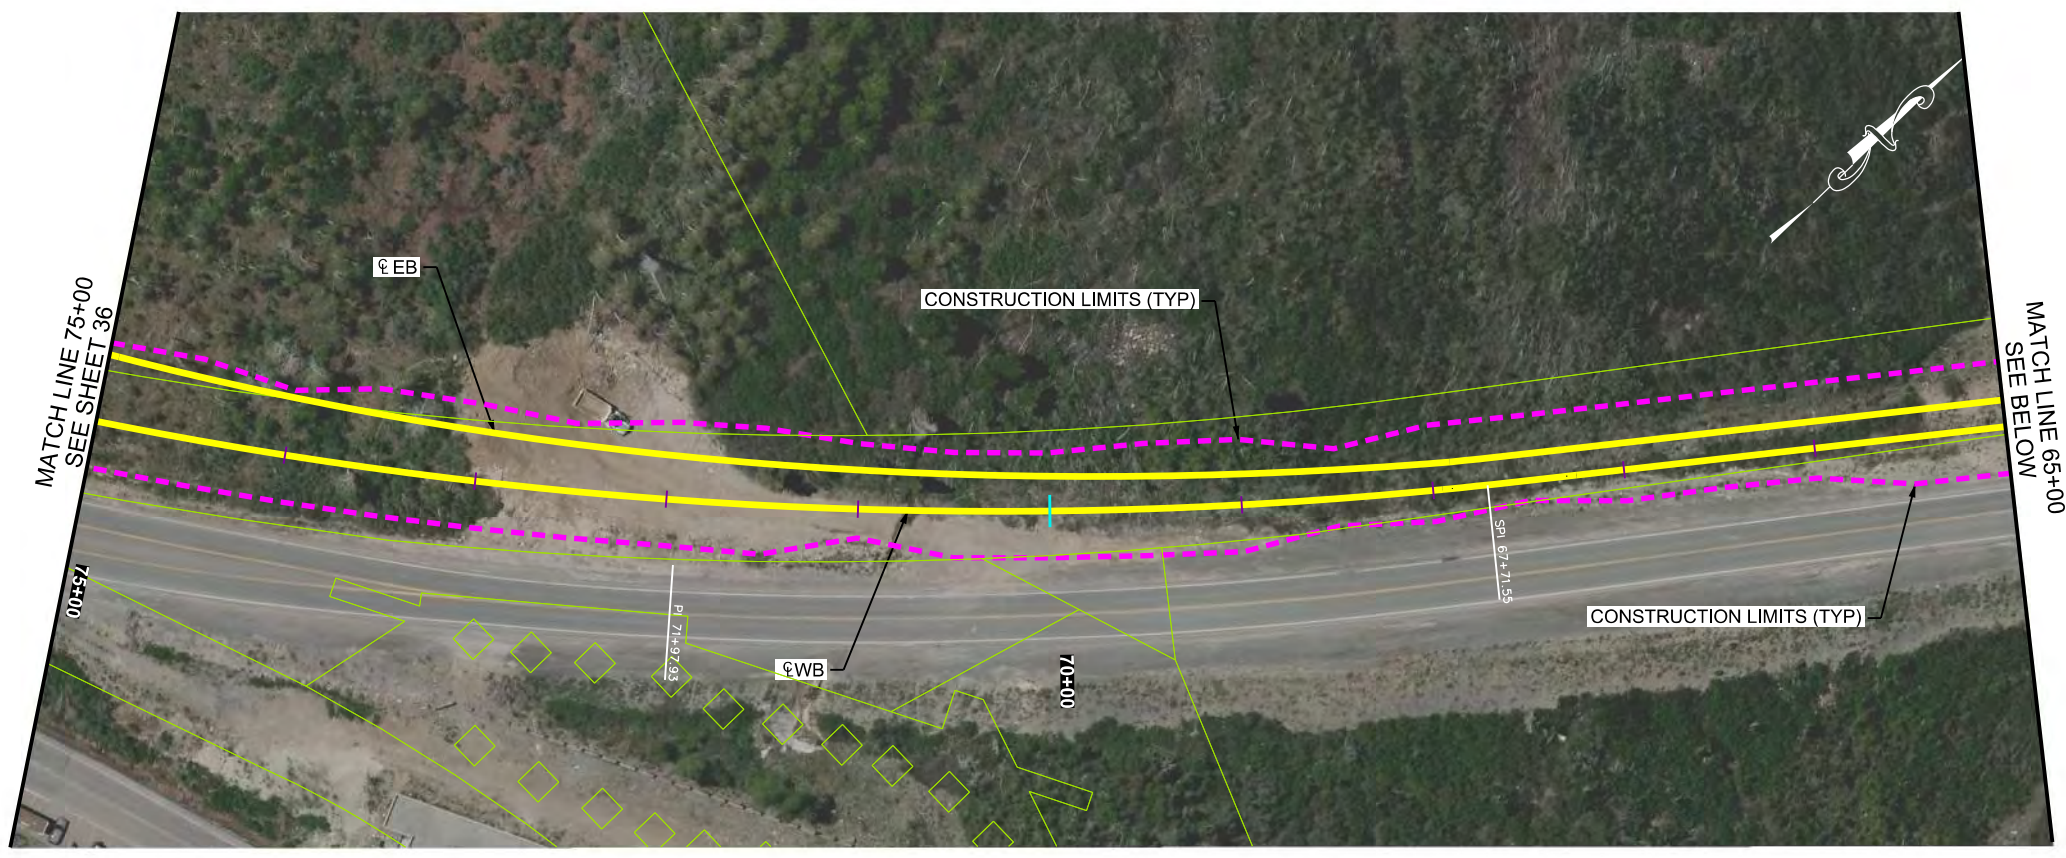 MATCH LINE 75+00
SEE SHEET 36
℄ EB
CONSTRUCTION LIMITS (TYP)
MATCH LINE 65+00
SEE BELOW
75+00
PI 71+97.93
℄ WB
70+00
SPI 67+71.55
CONSTRUCTION LIMITS (TYP)